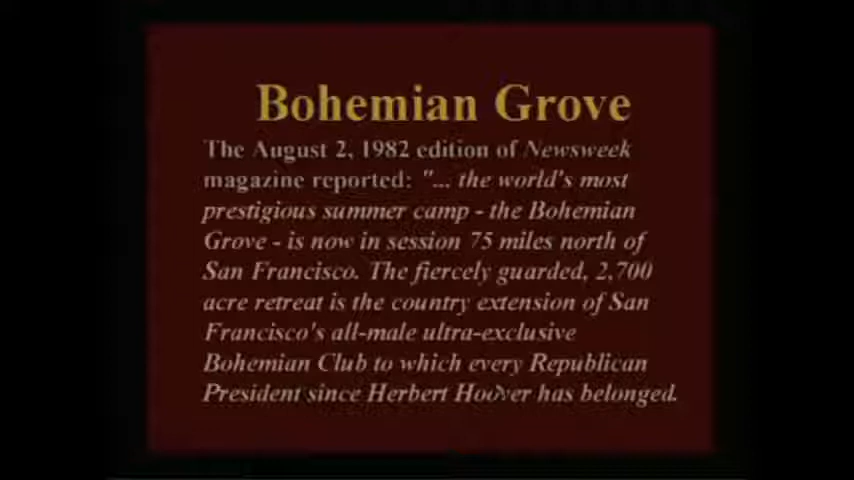 Bohemian Grove
The August 2, 1982 edition of Newsweek
magazine reported: "... the world's most
prestigious summer camp - the Bohemian
Grove - is now in session 75 miles north of
San Francisco. The fiercely guarded, 2,700
acre retreat is the country extension of San
Francisco's all-male ultra-exclusive
Bohemian Club to which every Republican
President since Herbert Hoover has belonged.